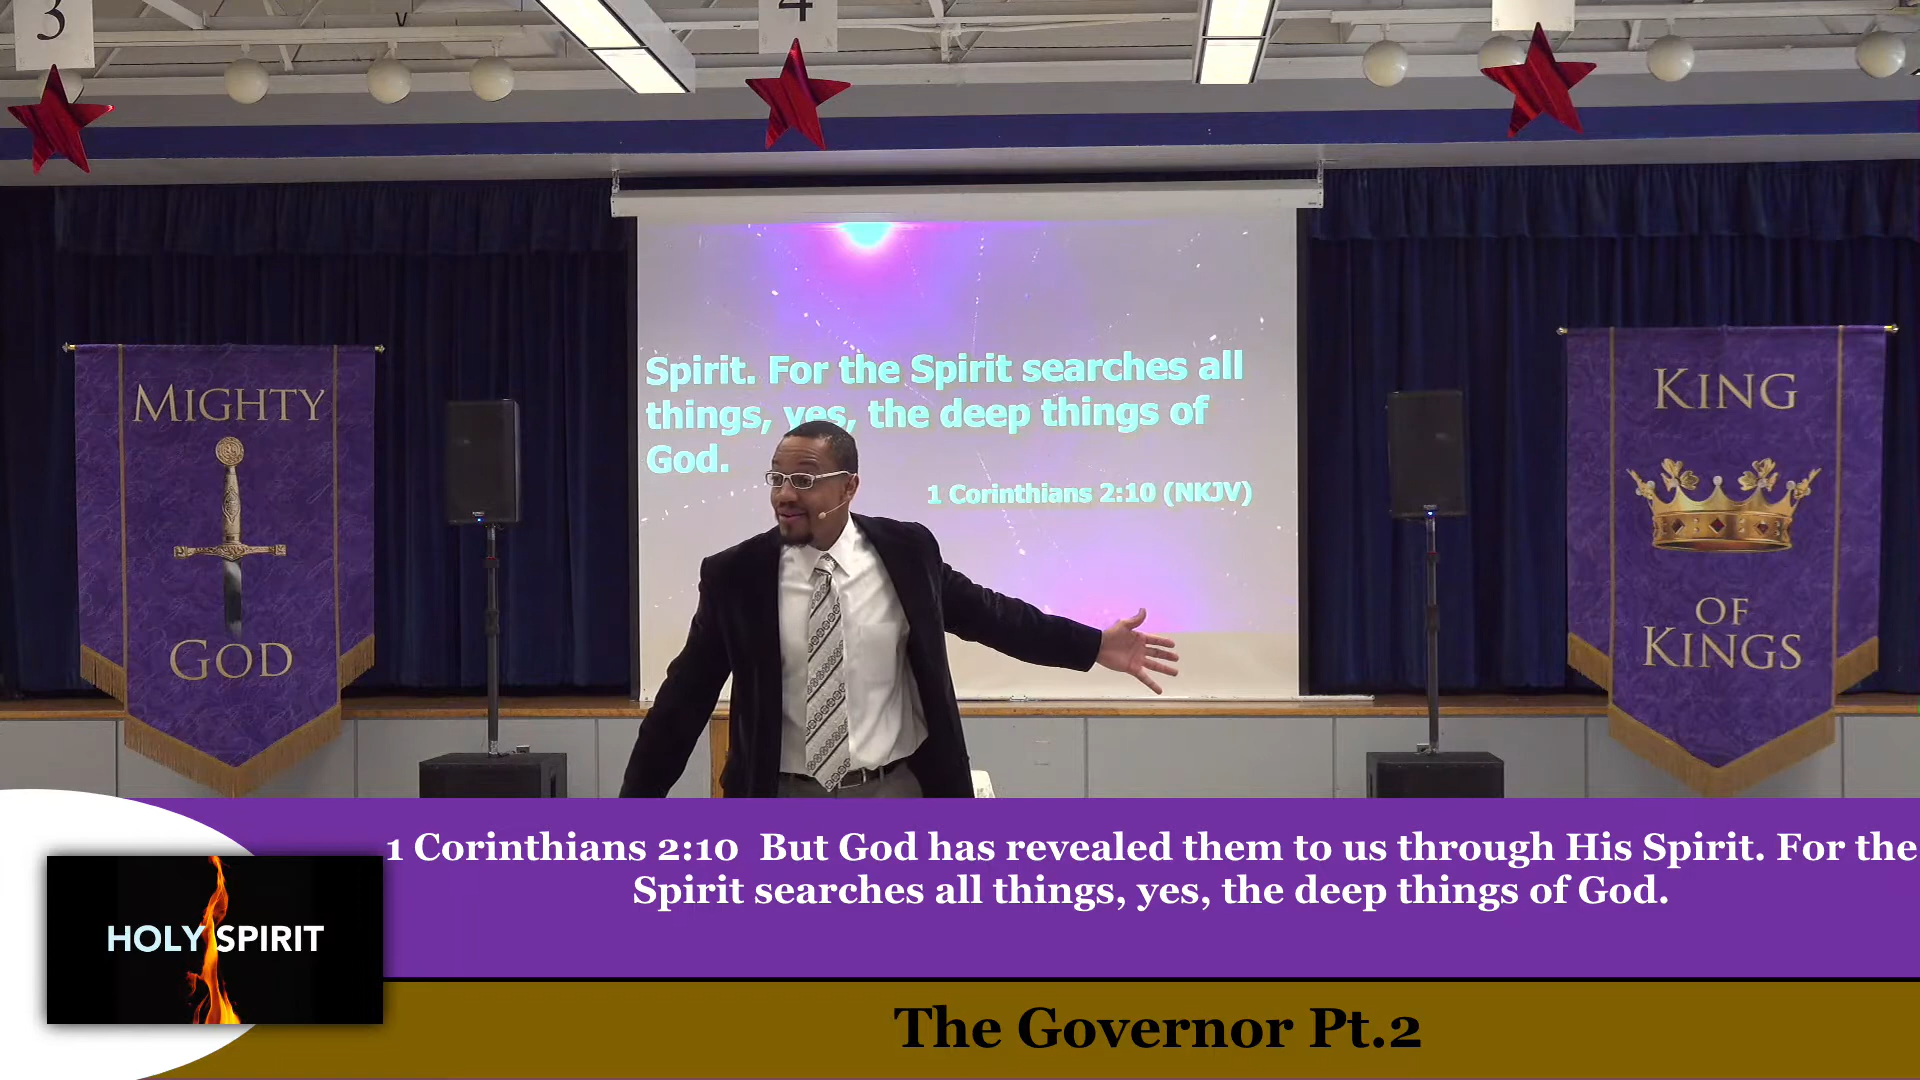 3
4
Spirit. For the Spirit searches all
things, yes, the deep things of
God.
1 Corinthians 2:10 (NKJV)
MIGHTY
GOD
KING
OF
KINGS
1 Corinthians 2:10  But God has revealed them to us through His Spirit. For the
Spirit searches all things, yes, the deep things of God.
HOLY SPIRIT
The Governor Pt.2